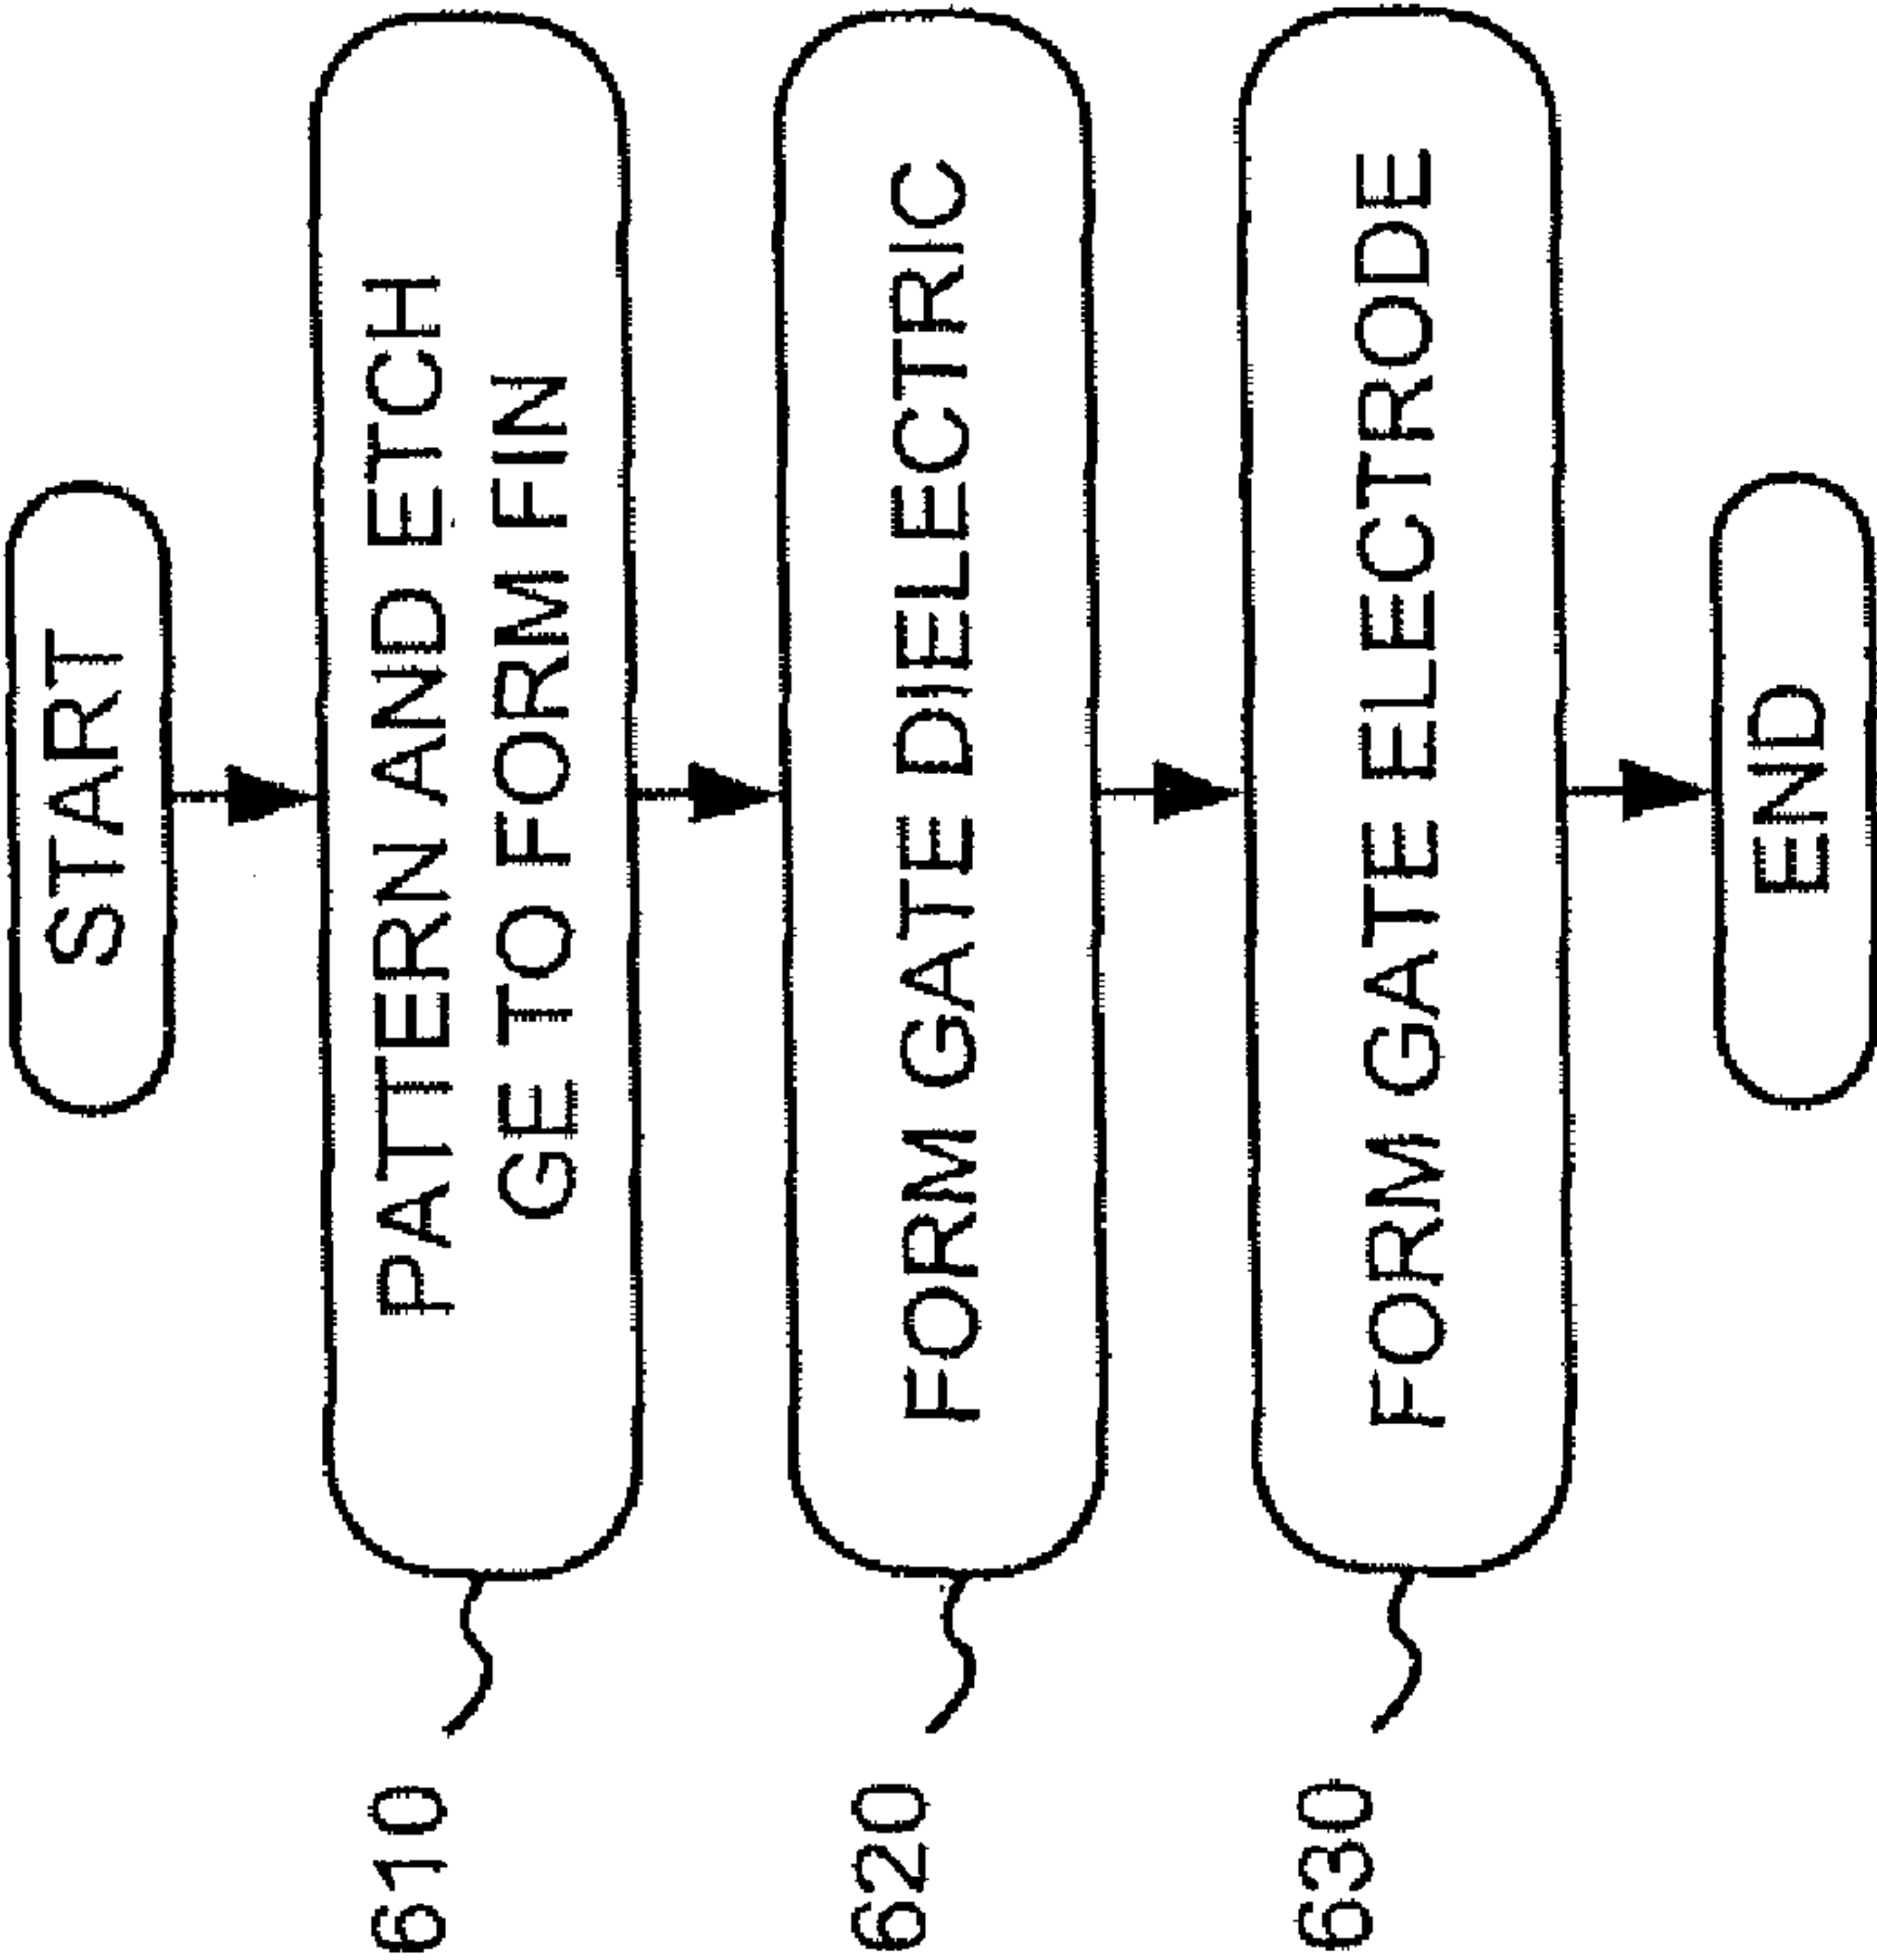 START
610
PATTERN AND ETCH
GE TO FORM FIN
620
FORM GATE DIELECTRIC
630
FORM GATE ELECTRODE
END